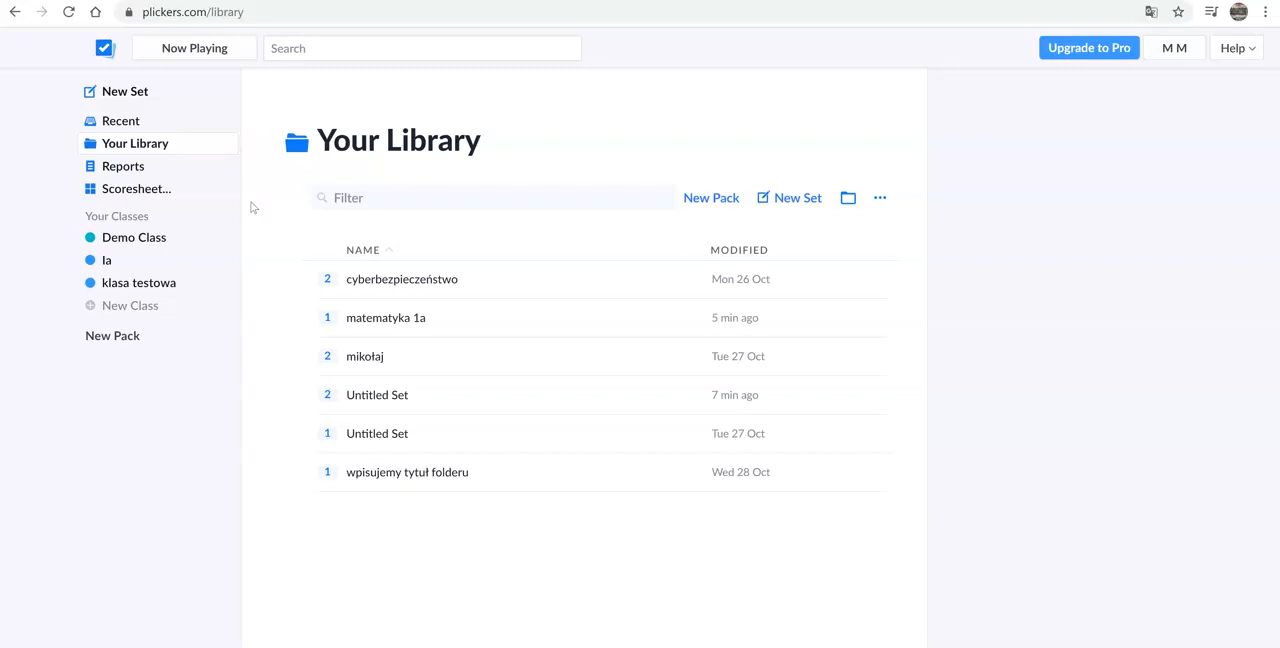 plickers.com/library
Now Playing
Search
Upgrade to Pro
M M
Help
New Set
Recent
Your Library
Reports
Scoresheet...
Your Classes
Demo Class
Ia
klasa testowa
New Class
New Pack
Your Library
Filter
New Pack
New Set
NAME
MODIFIED
2 cyberbezpieczeństwo Mon 26 Oct
1 matematyka 1a 5 min ago
2 mikołaj Tue 27 Oct
2 Untitled Set 7 min ago
1 Untitled Set Tue 27 Oct
1 wpisujemy tytuł folderu Wed 28 Oct